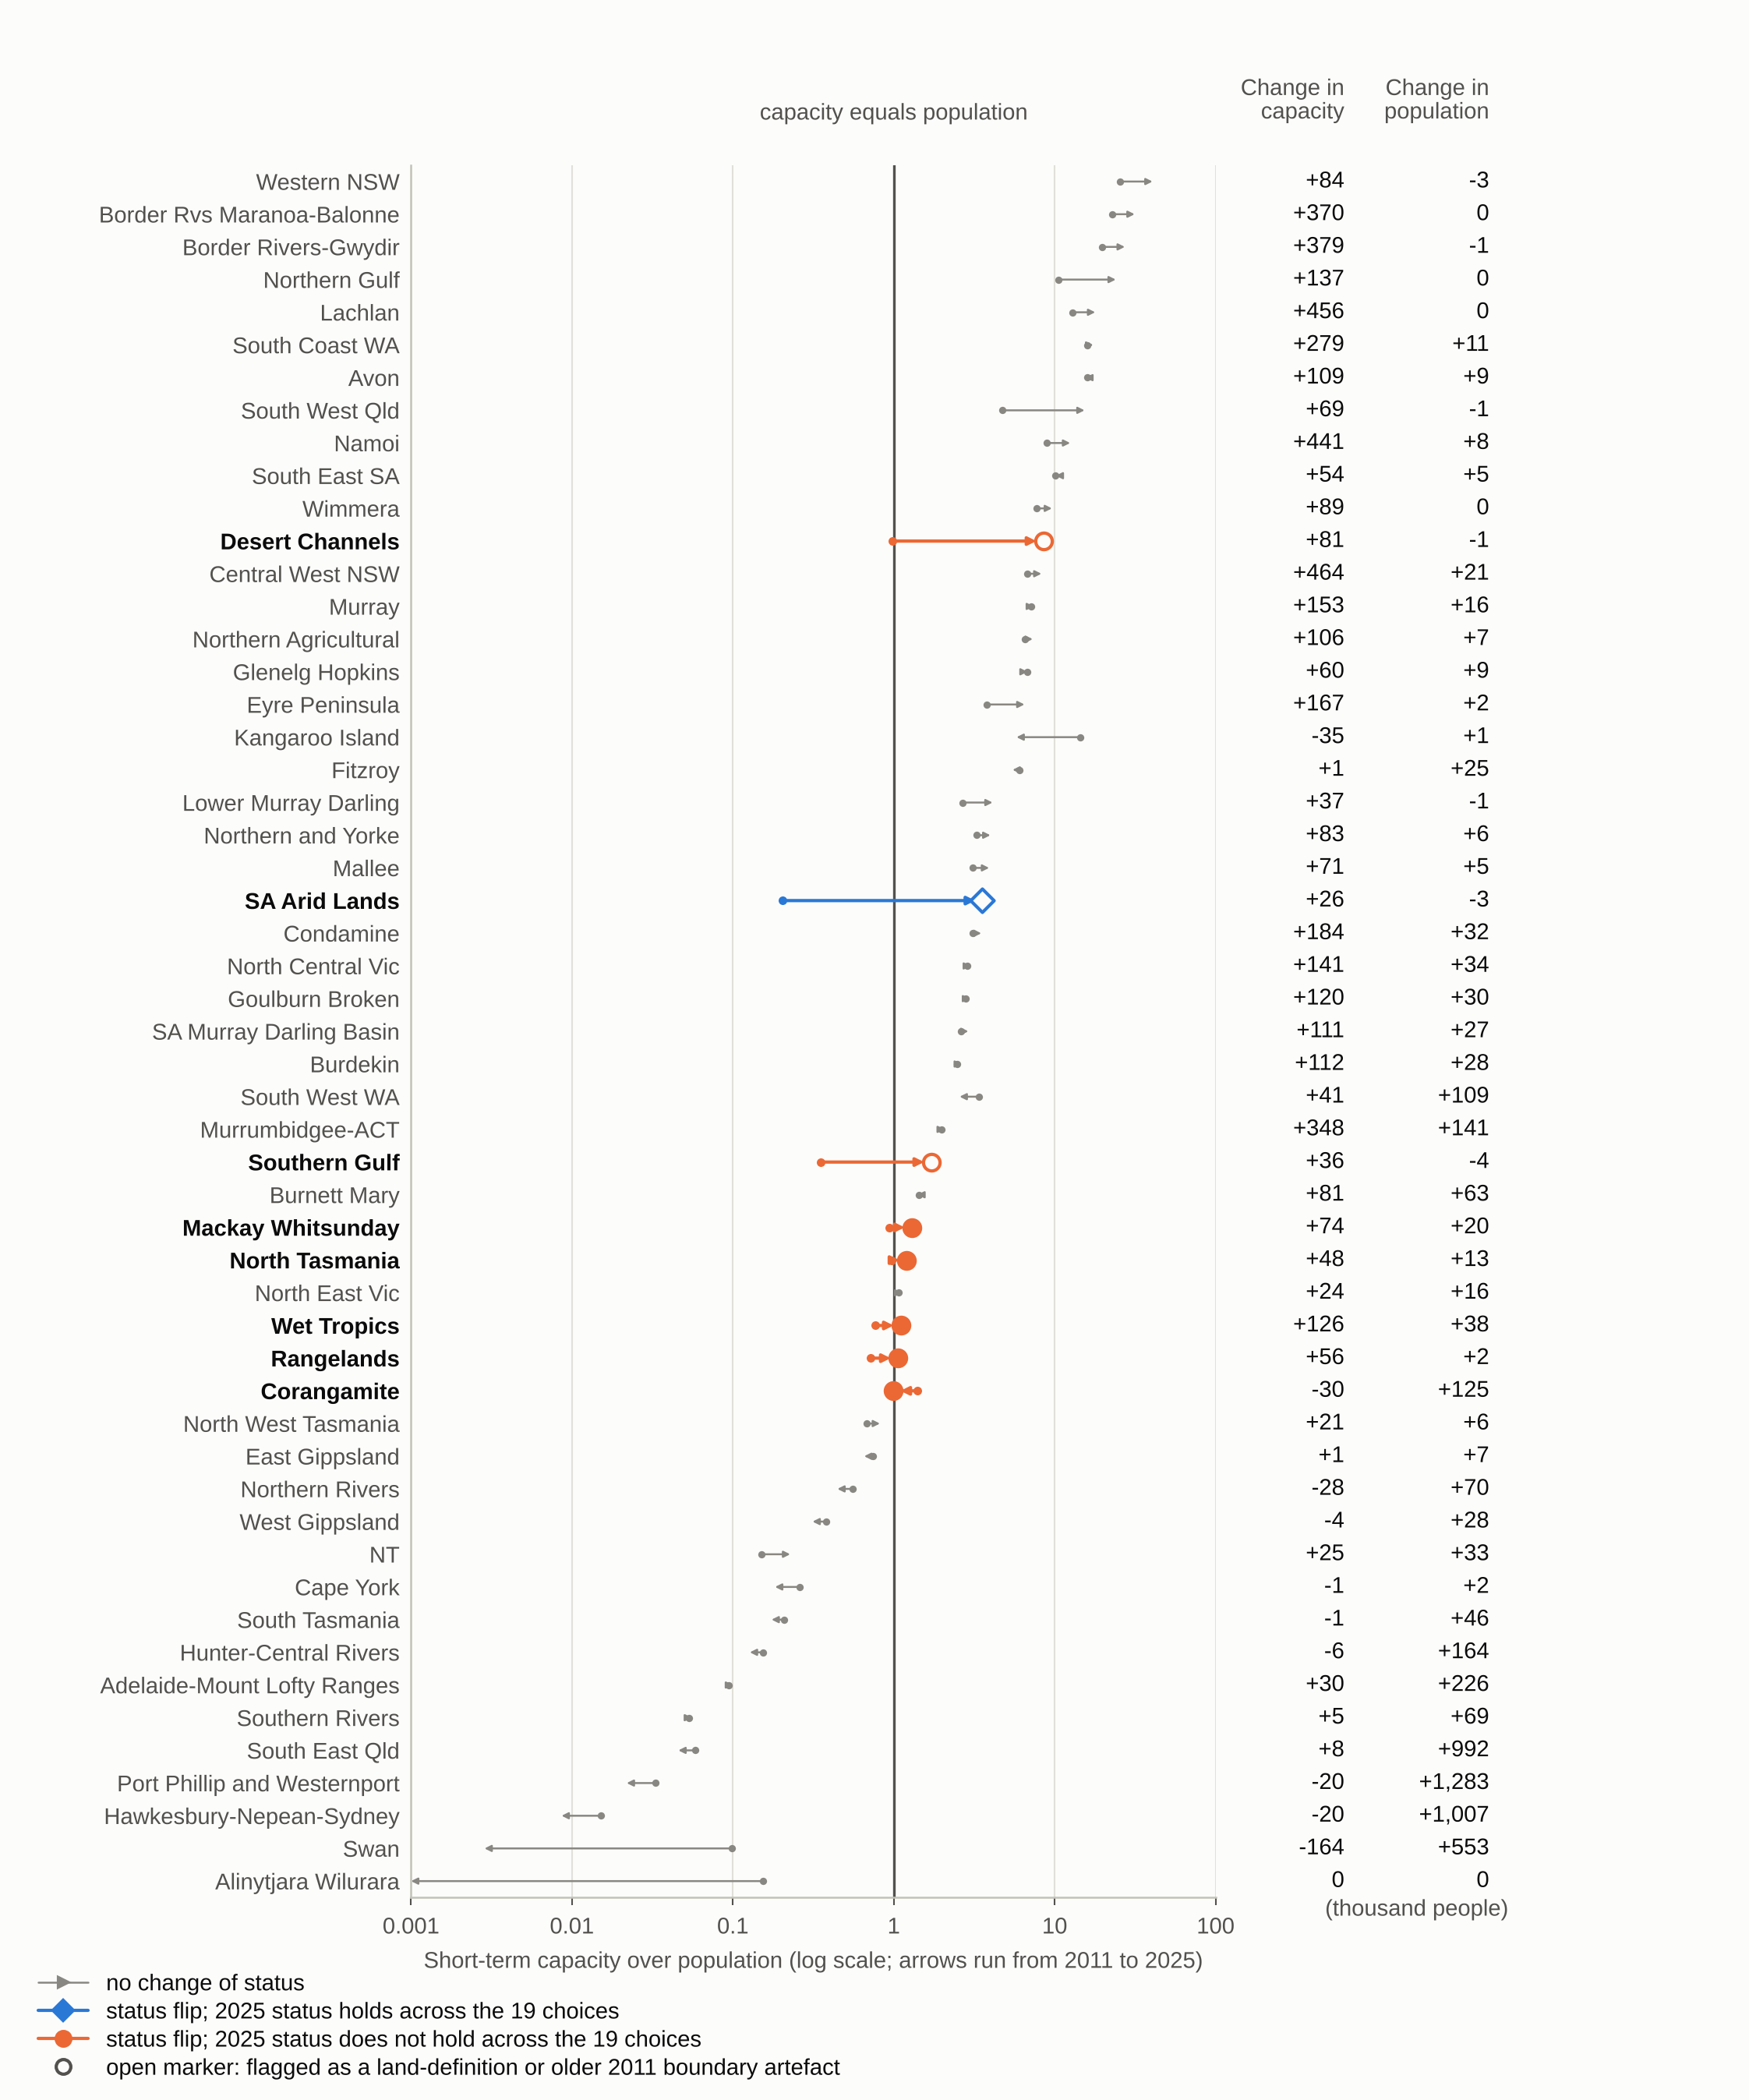 Change in Change in
capacity equals population capacity population
Western NSW +84 -3
Border Rvs Maranoa-Balonne +370 0
Border Rivers-Gwydir +379 -1
Northern Gulf +137 0
Lachlan +456 0
South Coast WA +279 +11
Avon +109 +9
South West Qld +69 -1
Namoi +441 +8
South East SA +54 +5
Wimmera +89 0
Desert Channels +81 -1
Central West NSW +464 +21
Murray +153 +16
Northern Agricultural +106 +7
Glenelg Hopkins +60 +9
Eyre Peninsula +167 +2
Kangaroo Island -35 +1
Fitzroy +1 +25
Lower Murray Darling +37 -1
Northern and Yorke +83 +6
Mallee +71 +5
SA Arid Lands +26 -3
Condamine +184 +32
North Central Vic +141 +34
Goulburn Broken +120 +30
SA Murray Darling Basin +111 +27
Burdekin +112 +28
South West WA +41 +109
Murrumbidgee-ACT +348 +141
Southern Gulf +36 -4
Burnett Mary +81 +63
Mackay Whitsunday +74 +20
North Tasmania +48 +13
North East Vic +24 +16
Wet Tropics +126 +38
Rangelands +56 +2
Corangamite -30 +125
North West Tasmania +21 +6
East Gippsland +1 +7
Northern Rivers -28 +70
West Gippsland -4 +28
NT +25 +33
Cape York -1 +2
South Tasmania -1 +46
Hunter-Central Rivers -6 +164
Adelaide-Mount Lofty Ranges +30 +226
Southern Rivers +5 +69
South East Qld +8 +992
Port Phillip and Westernport -20 +1,283
Hawkesbury-Nepean-Sydney -20 +1,007
Swan -164 +553
Alinytjara Wilurara 0 0
(thousand people)
0.001 0.01 0.1 1 10 100
Short-term capacity over population (log scale; arrows run from 2011 to 2025)
no change of status
status flip; 2025 status holds across the 19 choices
status flip; 2025 status does not hold across the 19 choices
open marker: flagged as a land-definition or older 2011 boundary artefact